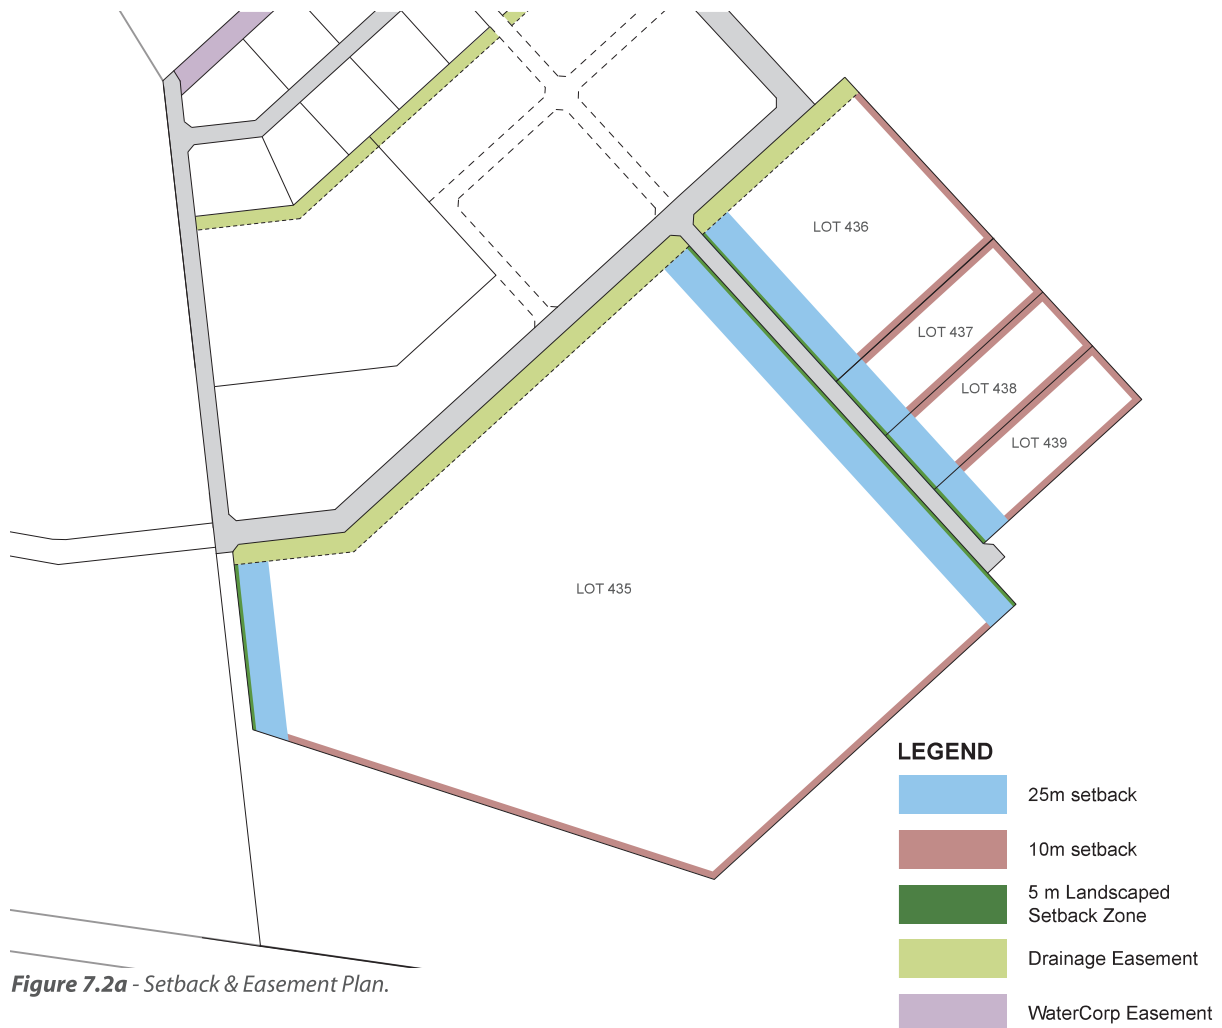 LOT 436
LOT 437
LOT 438
LOT 439
LOT 435
LEGEND
25m setback
10m setback
5 m Landscaped
Setback Zone
Drainage Easement
WaterCorp Easement
Figure 7.2a - Setback & Easement Plan.